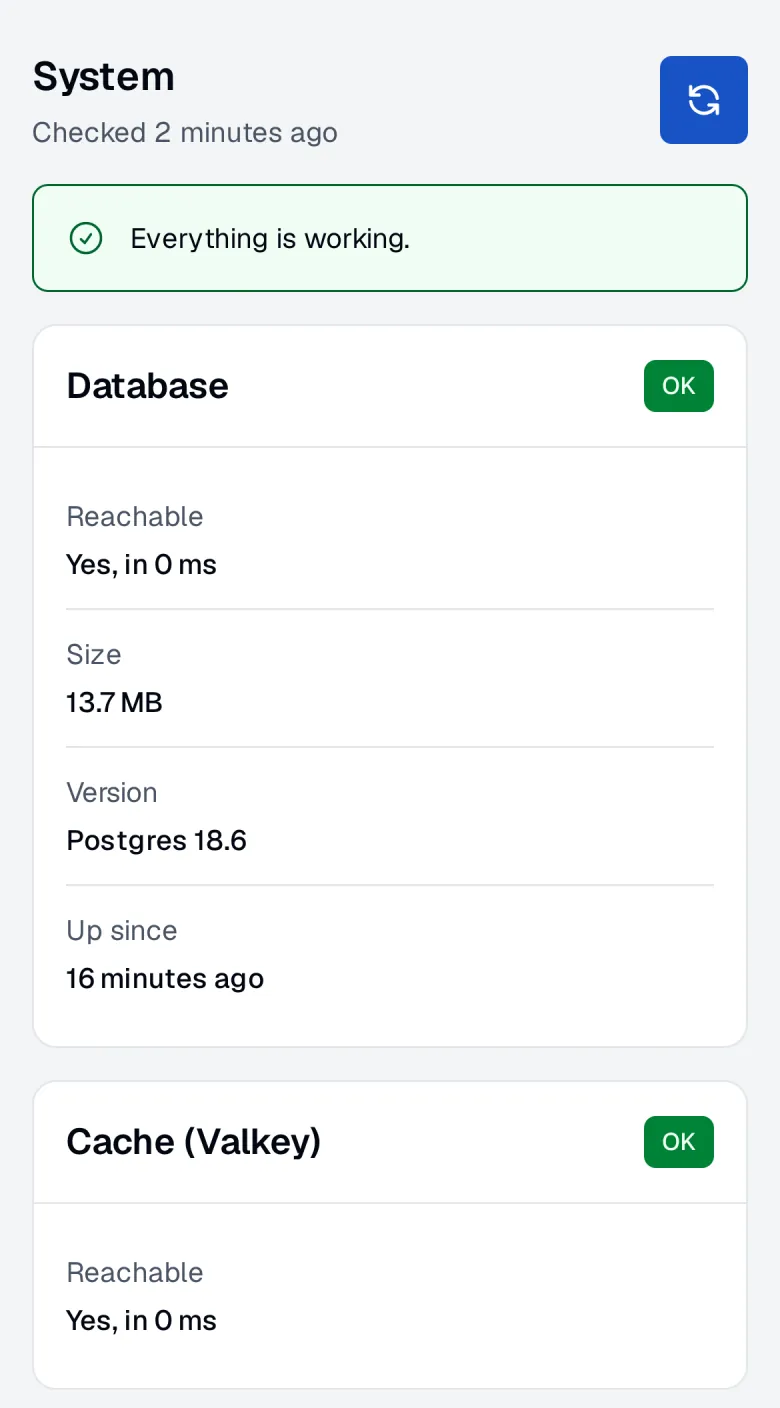 System
Checked 2 minutes ago
Everything is working.
Database
OK
Reachable
Yes, in 0 ms
Size
13.7 MB
Version
Postgres 18.6
Up since
16 minutes ago
Cache (Valkey)
OK
Reachable
Yes, in 0 ms